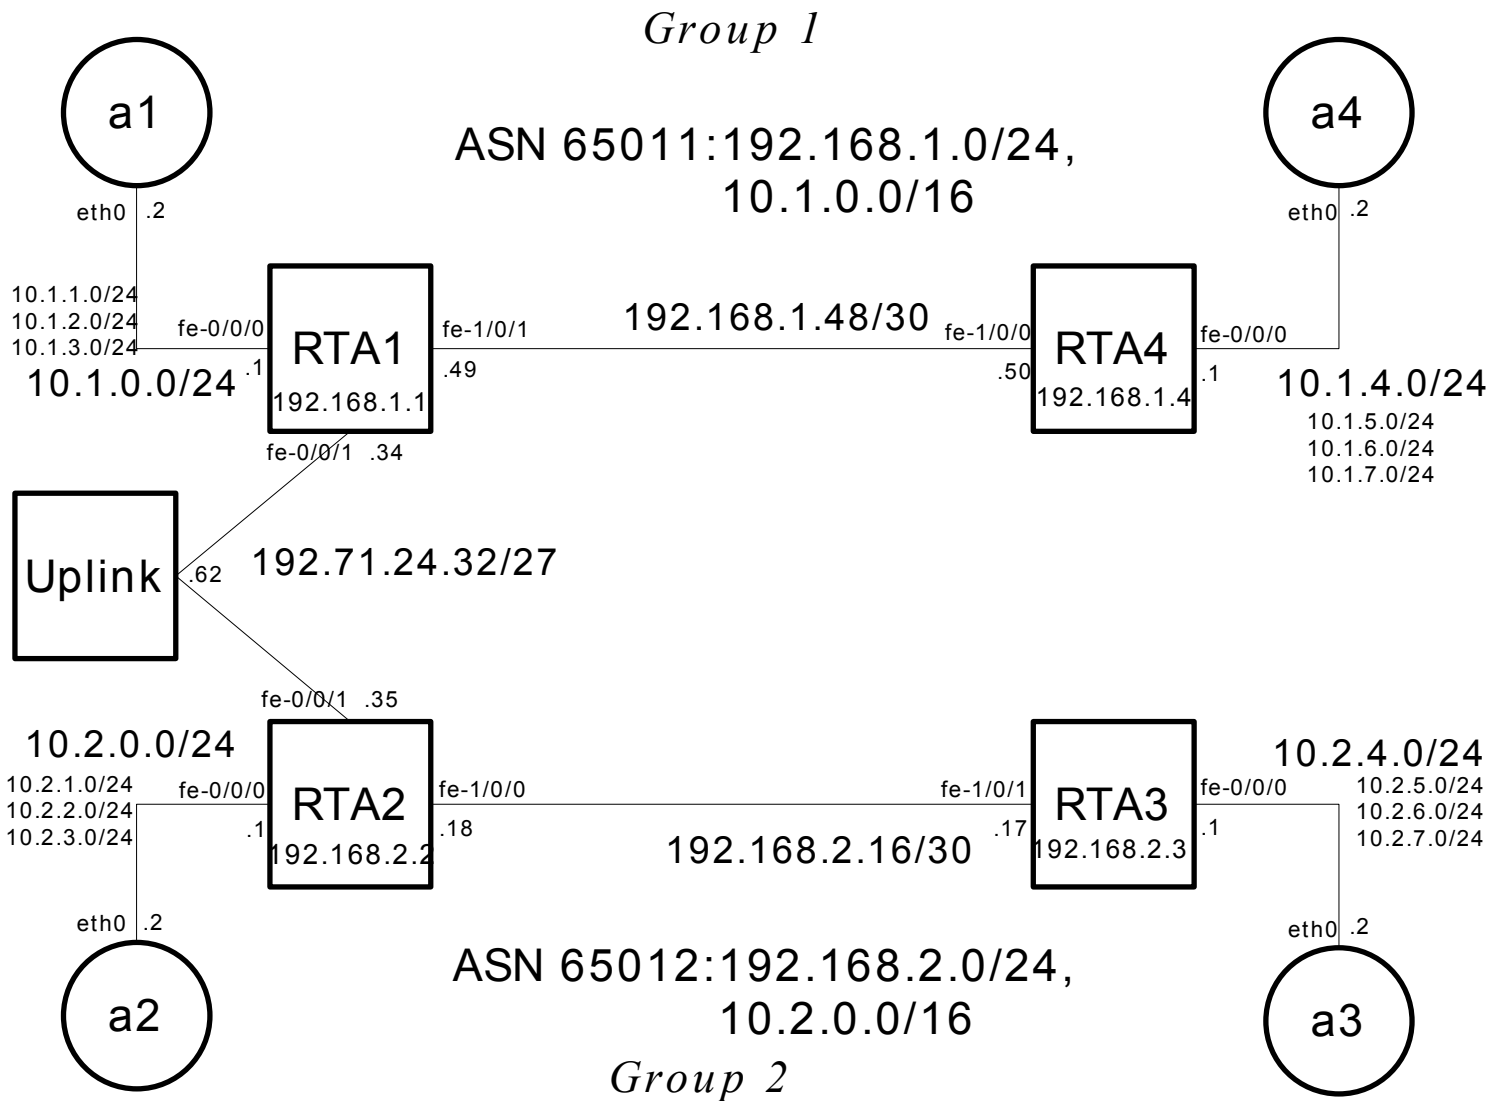 Group 1
a1
a4
ASN 65011:192.168.1.0/24,
10.1.0.0/16
eth0 .2
eth0 .2
10.1.1.0/24
10.1.2.0/24
10.1.3.0/24
10.1.0.0/24
fe-0/0/0
.1
RTA1
192.168.1.1
fe-1/0/1
.49
192.168.1.48/30
fe-1/0/0
.50
RTA4
192.168.1.4
fe-0/0/0
.1
10.1.4.0/24
10.1.5.0/24
10.1.6.0/24
10.1.7.0/24
fe-0/0/1 .34
Uplink
.62
192.71.24.32/27
fe-0/0/1 .35
10.2.0.0/24
10.2.1.0/24
10.2.2.0/24
10.2.3.0/24
fe-0/0/0
.1
RTA2
192.168.2.2
fe-1/0/0
.18
192.168.2.16/30
fe-1/0/1
.17
RTA3
192.168.2.3
fe-0/0/0
.1
10.2.4.0/24
10.2.5.0/24
10.2.6.0/24
10.2.7.0/24
eth0 .2
eth0 .2
a2
a3
ASN 65012:192.168.2.0/24,
10.2.0.0/16
Group 2